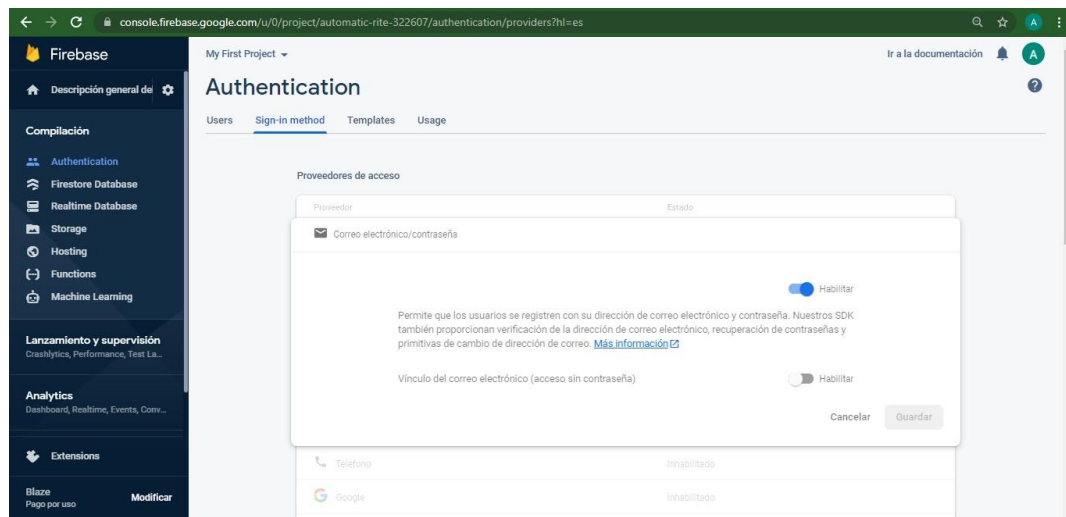 console.firebase.google.com/u/0/project/automatic-rite-322607/authentication/providers?hl=es
A
Firebase
My First Project
Ir a la documentación
A
Descripción general de
Authentication
Users Sign-in method Templates Usage
Compilación
Authentication
Firestore Database
Realtime Database
Storage
Hosting
Functions
Machine Learning
Lanzamiento y supervisión
Crashlytics, Performance, Test La...
Analytics
Dashboard, Realtime, Events, Conv...
Extensions
Blaze
Pago por uso
Modificar
Proveedores de acceso
Proveedor Estado
Correo electrónico/contraseña
Habilitar
Permite que los usuarios se registren con su dirección de correo electrónico y contraseña. Nuestros SDK
también proporcionan verificación de la dirección de correo electrónico, recuperación de contraseñas y
primitivas de cambio de dirección de correo. Más información
Vínculo del correo electrónico (acceso sin contraseña) Habilitar
Cancelar Guardar
Teléfono Inhabilitado
Google Inhabilitado